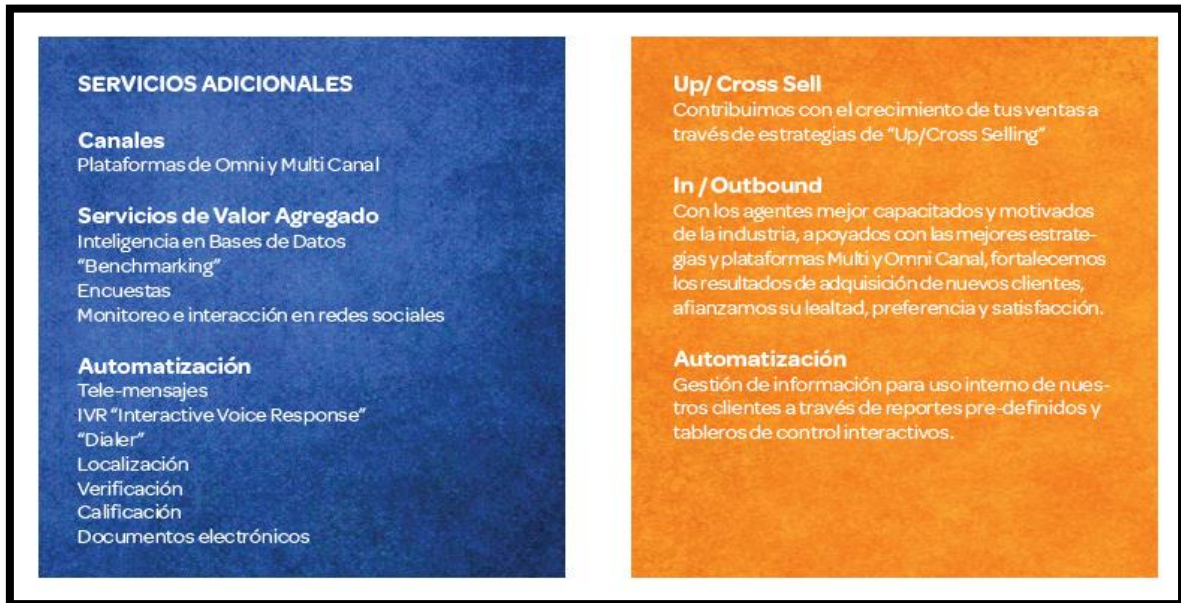 SERVICIOS ADICIONALES
Canales
Plataformas de Omni y Multi Canal
Servicios de Valor Agregado
Inteligencia en Bases de Datos
“Benchmarking”
Encuestas
Monitoreo e interacción en redes sociales
Automatización
Tele-mensajes
IVR “Interactive Voice Response”
“Dialer”
Localización
Verificación
Calificación
Documentos electrónicos
Up/ Cross Sell
Contribuimos con el crecimiento de tus ventas a
través de estrategias de “Up/Cross Selling”
In / Outbound
Con los agentes mejor capacitados y motivados
de la industria, apoyados con las mejores estrate-
gias y plataformas Multi y Omni Canal, fortalecemos
los resultados de adquisición de nuevos clientes,
afianzamos su lealtad, preferencia y satisfacción.
Automatización
Gestión de información para uso interno de nues-
tros clientes a través de reportes pre-definidos y
tableros de control interactivos.